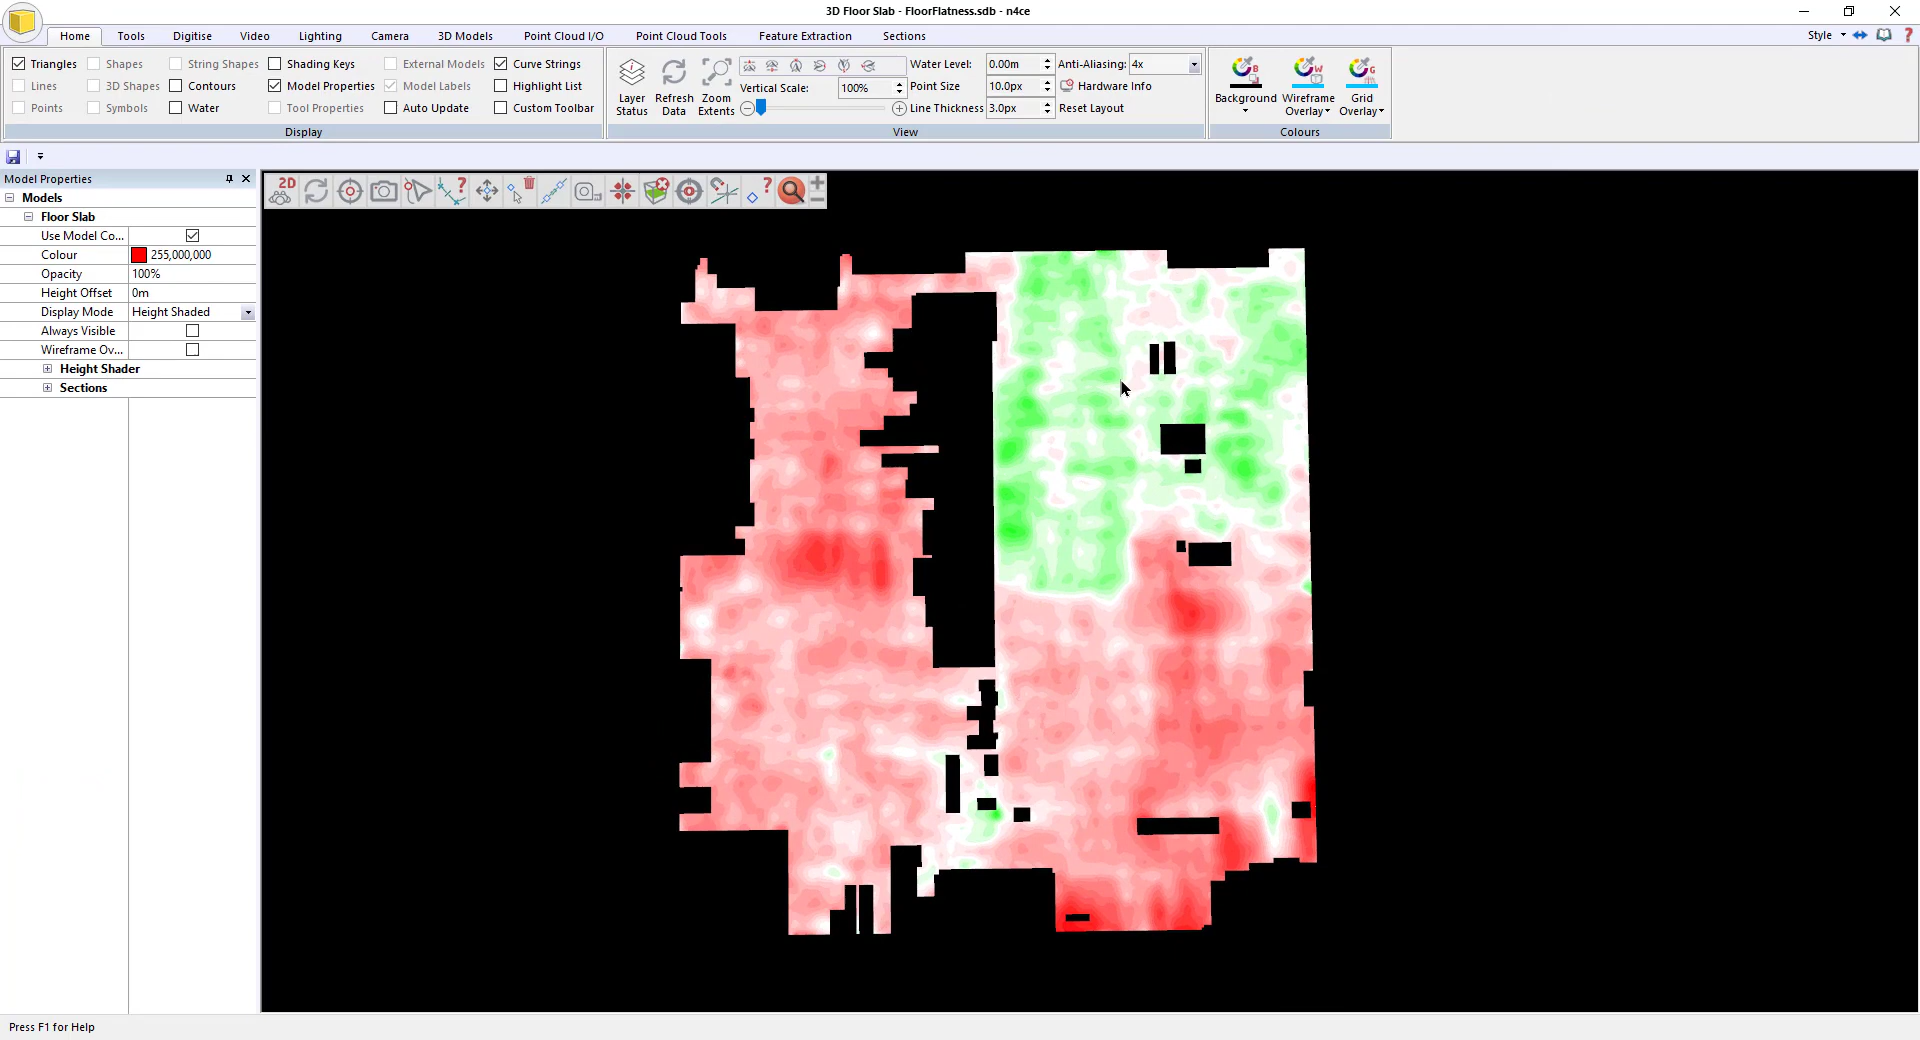 3D Floor Slab - FloorFlatness.sdb - n4ce
Home Tools Digitise Video Lighting Camera 3D Models Point Cloud I/O Point Cloud Tools Feature Extraction Sections Style ?
Triangles Shapes String Shapes Shading Keys External Models Curve Strings
Lines 3D Shapes Contours Model Properties Model Labels Highlight List
Points Symbols Water Tool Properties Auto Update Custom Toolbar
Display
Layer Status
Refresh Data
Zoom Extents
Vertical Scale: 100%
Water Level: 0.00m Anti-Aliasing: 4x
Point Size 10.0px Hardware Info
Line Thickness 3.0px Reset Layout
View
B
Background
W
Wireframe Overlay
G
Grid Overlay
Colours
Model Properties
Models
Floor Slab
Use Model Co...
Colour 255,000,000
Opacity 100%
Height Offset 0m
Display Mode Height Shaded
Always Visible
Wireframe Ov...
Height Shader
Sections
2D
?
?
Press F1 for Help